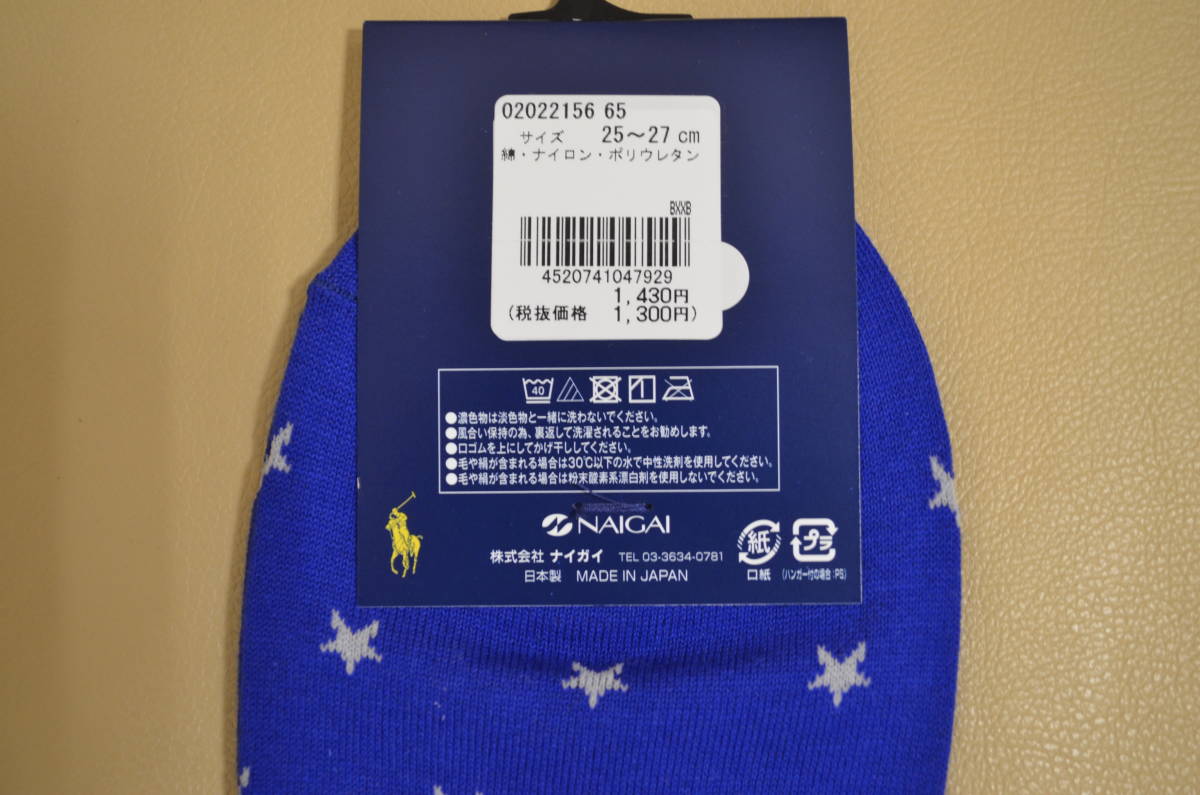 02022156 65
サイズ 25～27 cm
綿・ナイロン・ポリウレタン
BXXB
4520741047929
1,430円
(税抜価格 1,300円)
40
●濃色物は淡色物と一緒に洗わないでください。
●風合い保持の為、裏返して洗濯されることをお勧めします。
●口ゴムを上にしてかげ干ししてください。
●毛や絹が含まれる場合は30℃以下の水で中性洗剤を使用してください。
●毛や絹が含まれる場合は粉末酸素系漂白剤を使用しないでください。
NAIGAI
株式会社 ナイガイ TEL 03-3634-0781
日本製 MADE IN JAPAN
紙
口紙
プラ
(ハンガー付の場合:PS)